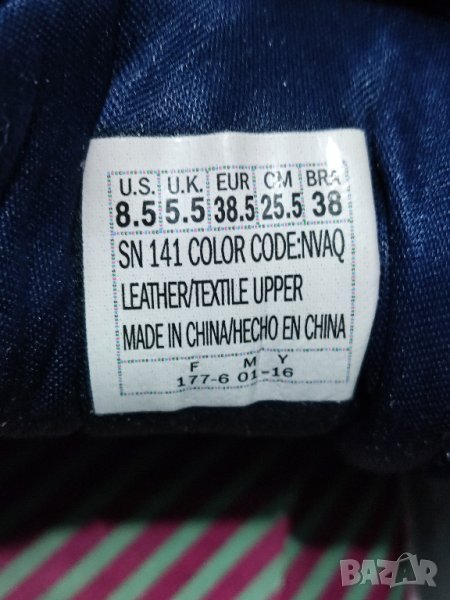 U.S. U.K. EUR CM BRA
8.5 5.5 38.5 25.5 38
SN 141 COLOR CODE:NVAQ
LEATHER/TEXTILE UPPER
MADE IN CHINA/HECHO EN CHINA
F M Y
177-6 01-16
BAZAR